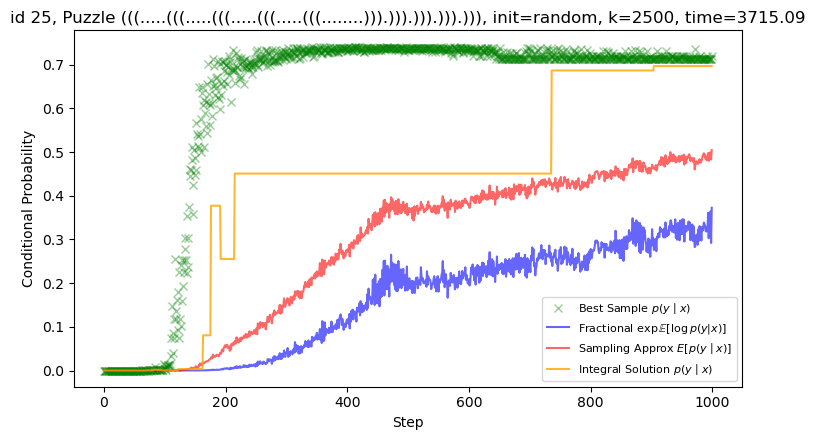 id 25, Puzzle (((.....(((.....(((.....(((.....(((........))).))).))).))).))), init=random, k=2500, time=3715.09
Conditional Probability
0.7
0.6
0.5
0.4
0.3
0.2
0.1
0.0
Best Sample p(y | x)
Fractional exp 𝔼[log p(y|x)]
Sampling Approx E[p(y | x)]
Integral Solution p(y | x)
0
200
400
600
800
1000
Step